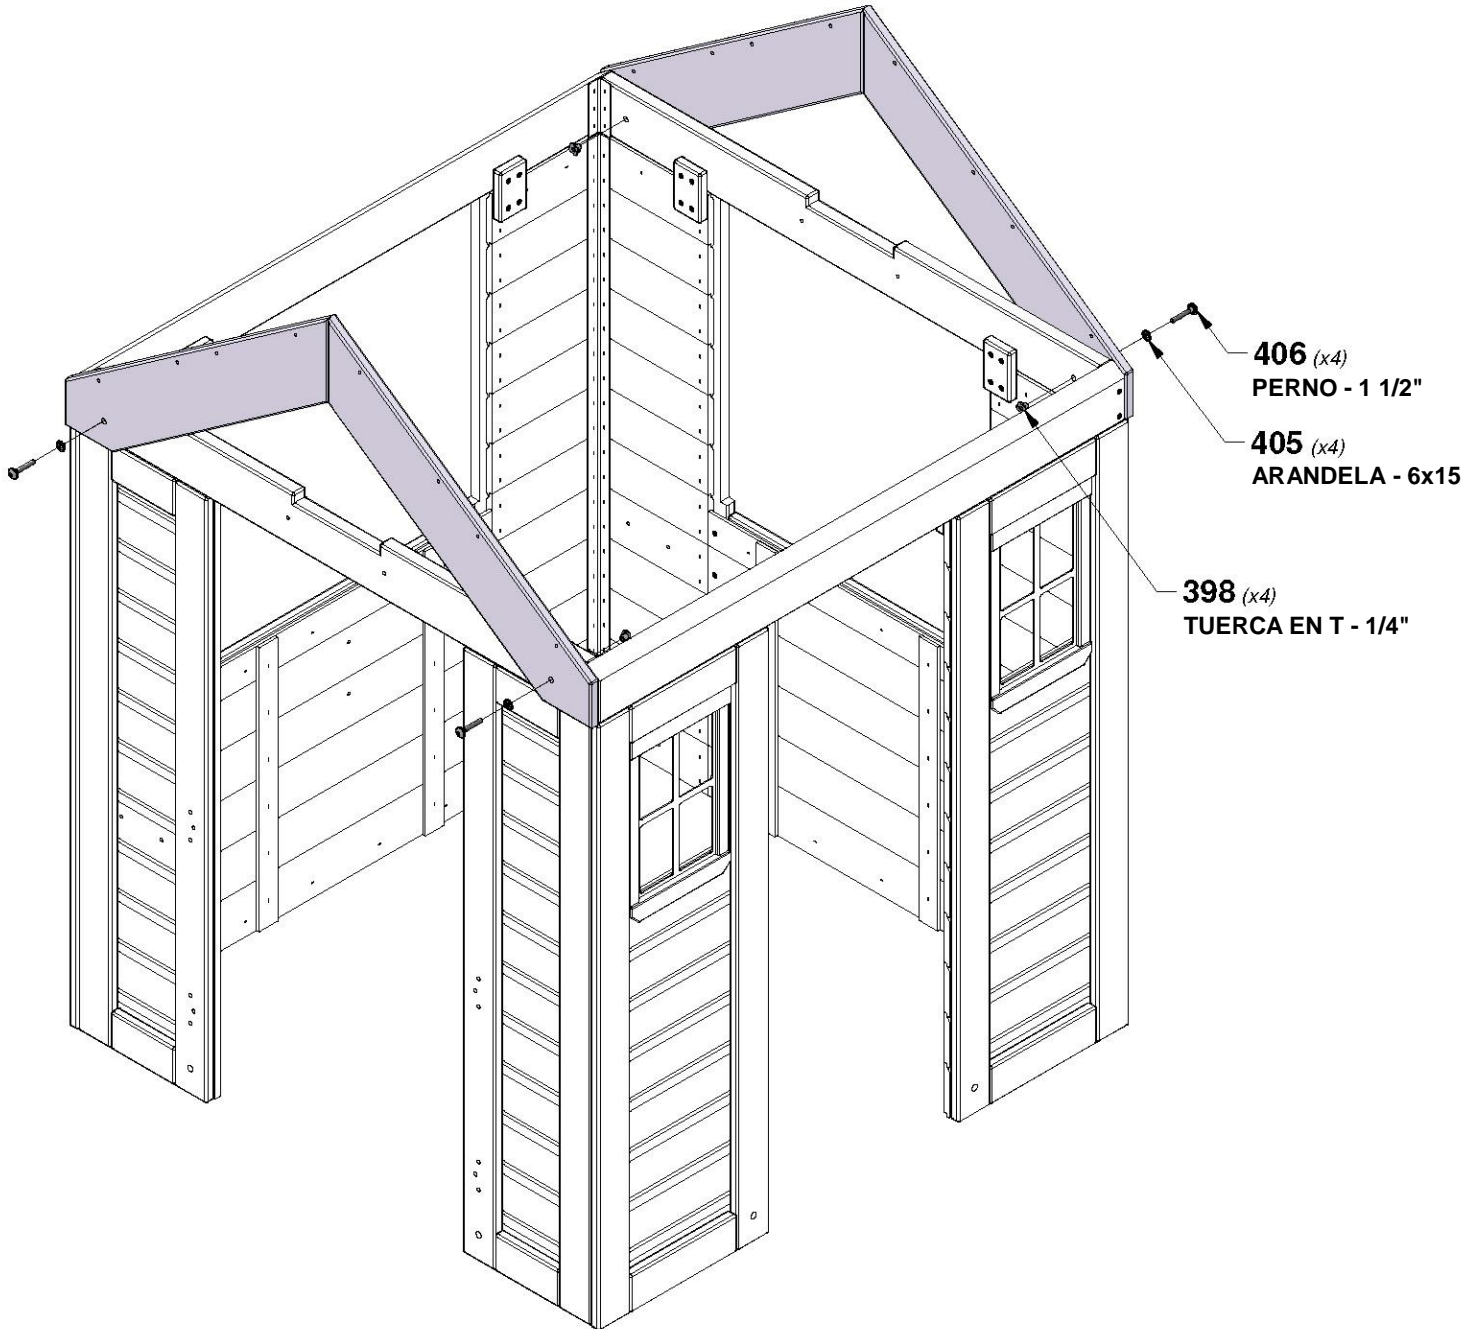 406 (x4)
PERNO - 1 1/2"
405 (x4)
ARANDELA - 6x15
398 (x4)
TUERCA EN T - 1/4"